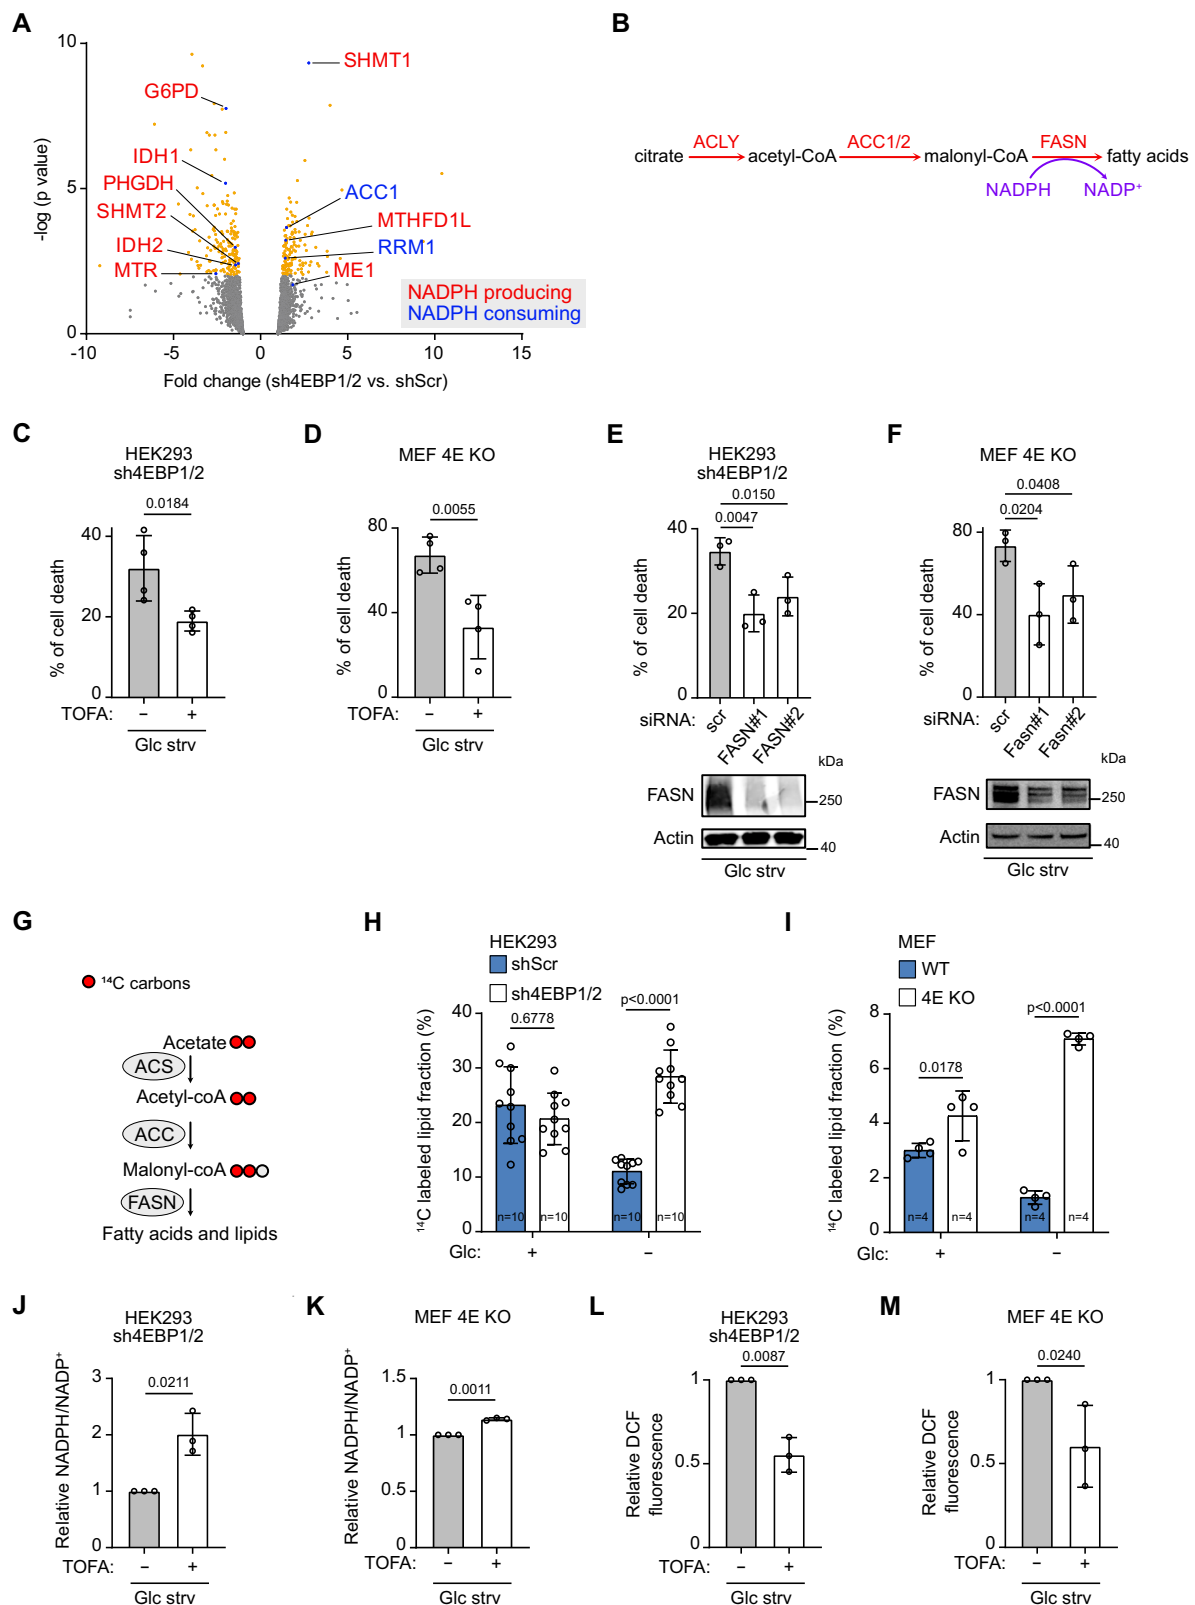 A
10
5
0
-log (p value)
-10
-5
0
5
10
15
Fold change (sh4EBP1/2 vs. shScr)
SHMT1
G6PD
IDH1
PHGDH
SHMT2
IDH2
MTR
ACC1
MTHFD1L
RRM1
ME1
NADPH producing
NADPH consuming
B
citrate
ACLY
acetyl-CoA
ACC1/2
malonyl-CoA
FASN
fatty acids
NADPH
NADP⁺
C
HEK293
sh4EBP1/2
0.0184
% of cell death
40
20
0
TOFA:
−
+
Glc strv
D
MEF 4E KO
0.0055
% of cell death
80
40
0
TOFA:
−
+
Glc strv
E
HEK293
sh4EBP1/2
0.0150
0.0047
% of cell death
40
20
0
siRNA:
scr
FASN#1
FASN#2
kDa
FASN
250
Actin
40
Glc strv
F
MEF 4E KO
0.0408
0.0204
% of cell death
80
40
0
siRNA:
scr
Fasn#1
Fasn#2
kDa
FASN
250
Actin
40
Glc strv
G
¹⁴C carbons
Acetate
ACS
Acetyl-coA
ACC
Malonyl-coA
FASN
Fatty acids and lipids
H
HEK293
shScr
sh4EBP1/2
¹⁴C labeled lipid fraction (%)
40
30
20
10
0
0.6778
p<0.0001
n=10
n=10
n=10
n=10
Glc:
+
−
I
MEF
WT
4E KO
¹⁴C labeled lipid fraction (%)
8
6
4
2
0
0.0178
p<0.0001
n=4
n=4
n=4
n=4
+
−
J
HEK293
sh4EBP1/2
Relative NADPH/NADP⁺
3
2
1
0
0.0211
TOFA:
−
+
Glc strv
K
MEF 4E KO
Relative NADPH/NADP⁺
1.5
1
0.5
0
0.0011
TOFA:
−
+
Glc strv
L
HEK293
sh4EBP1/2
0.0087
Relative DCF
fluorescence
1
0.5
0
TOFA:
−
+
Glc strv
M
MEF 4E KO
0.0240
Relative DCF
fluorescence
1
0.5
0
TOFA:
−
+
Glc strv